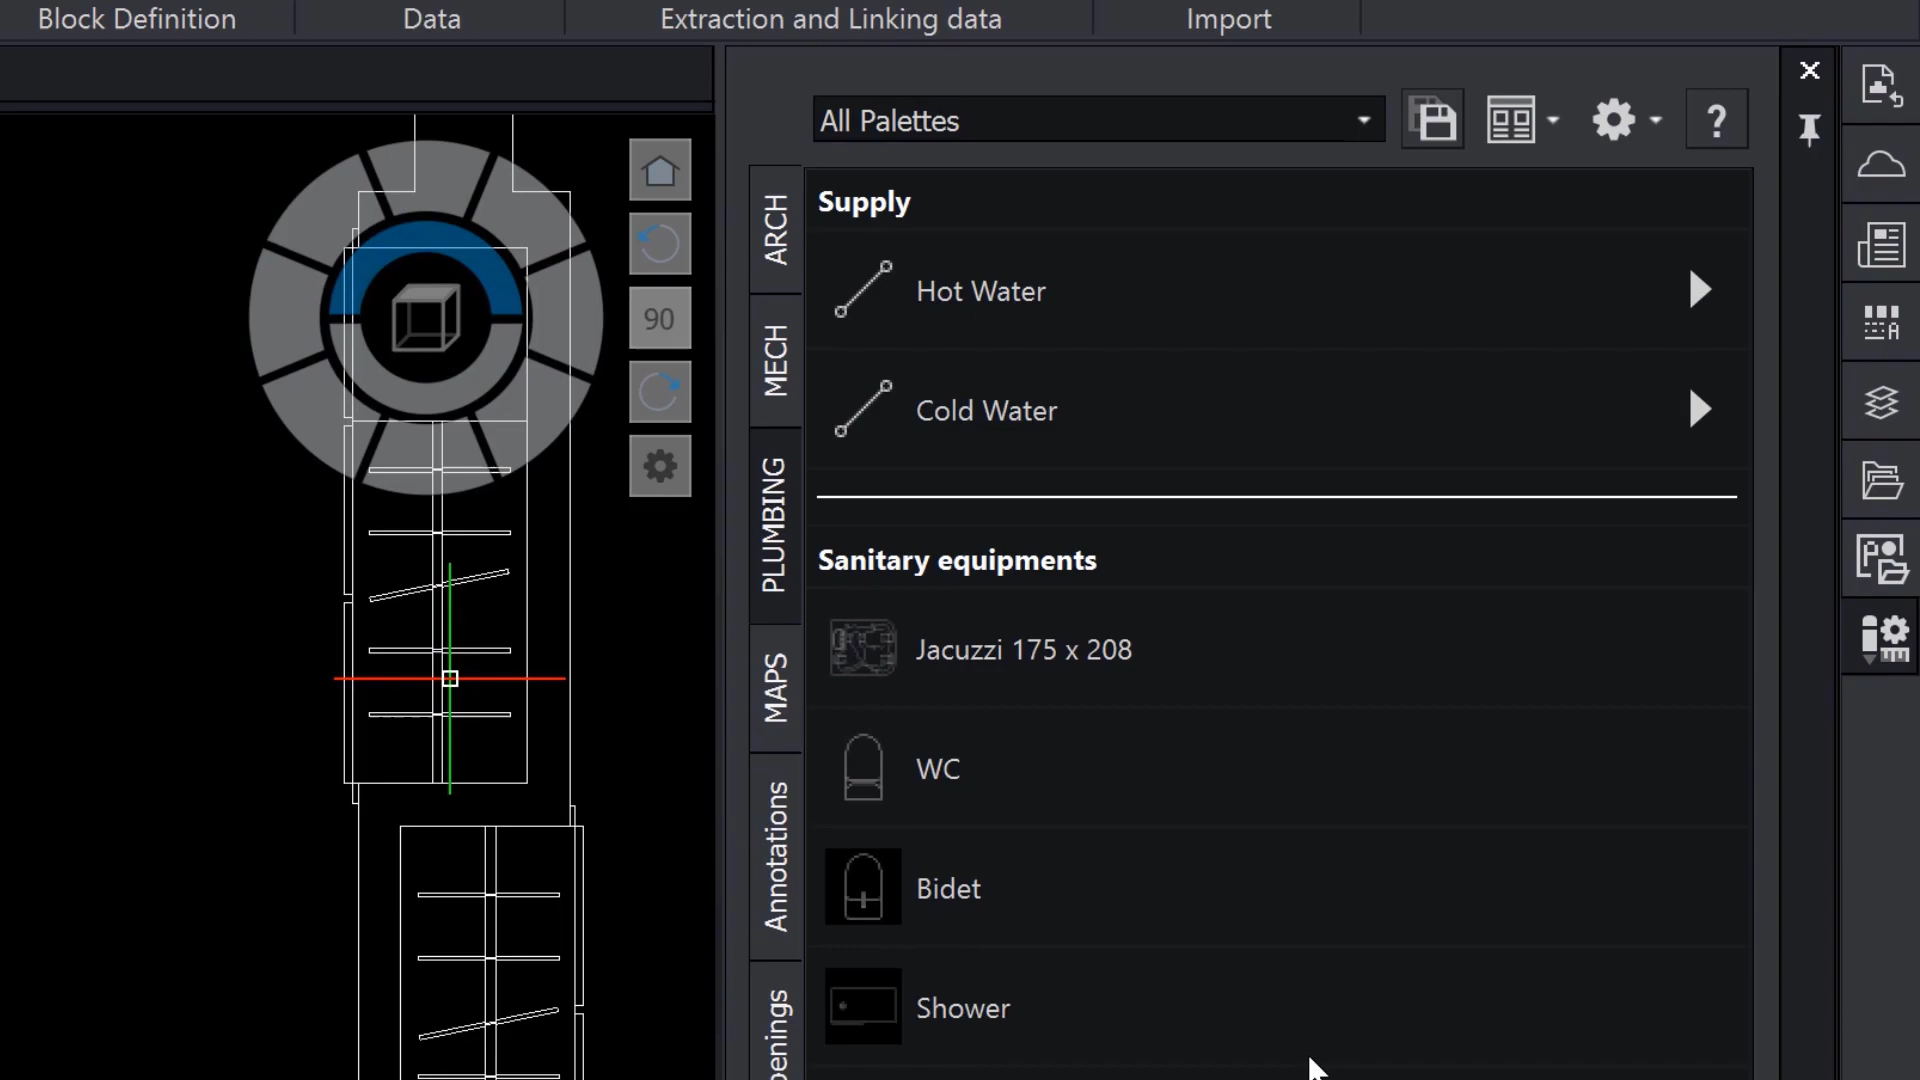 Block Definition
Data
Extraction and Linking data
Import
All Palettes
?
90
ARCH
MECH
PLUMBING
MAPS
Annotations
Supply
Hot Water
Cold Water
Sanitary equipments
Jacuzzi 175 x 208
WC
Bidet
Shower